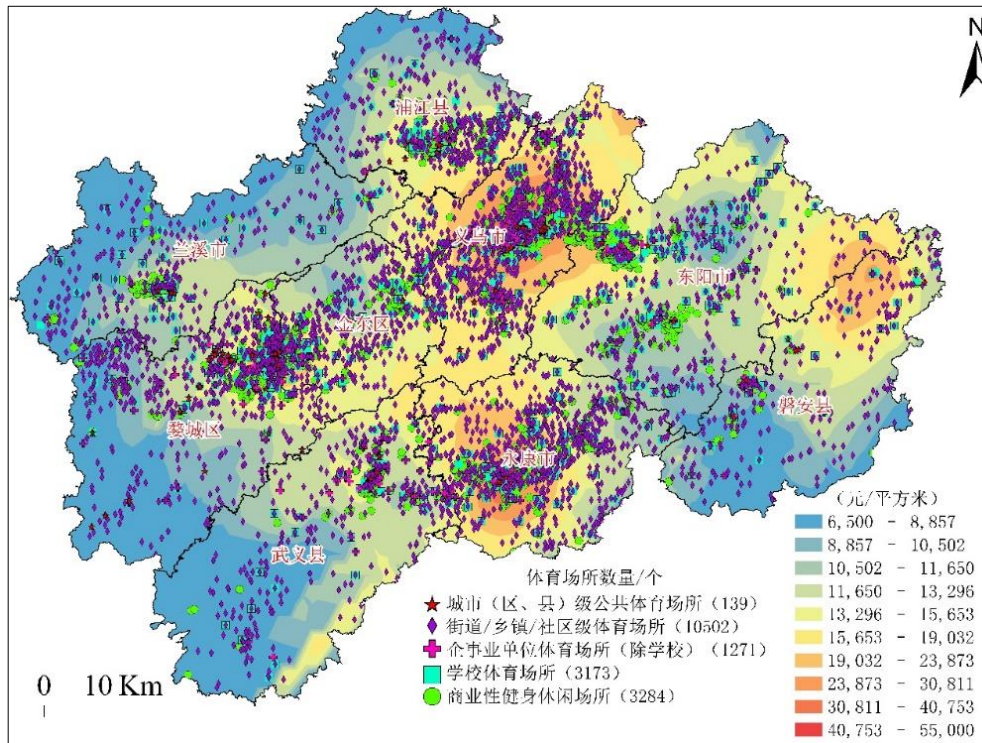 N
浦江县
兰溪市
义乌市
东阳市
金东区
婺城区
磐安县
永康市
武义县
(元/平方米)
6,500 - 8,857
8,857 - 10,502
10,502 - 11,650
11,650 - 13,296
13,296 - 15,653
15,653 - 19,032
19,032 - 23,873
23,873 - 30,811
30,811 - 40,753
40,753 - 55,000
体育场所数量/个
城市（区、县）级公共体育场所（139）
街道/乡镇/社区级体育场所（10502）
企事业单位体育场所（除学校）（1271）
学校体育场所（3173）
商业性健身休闲场所（3284）
0 10 Km